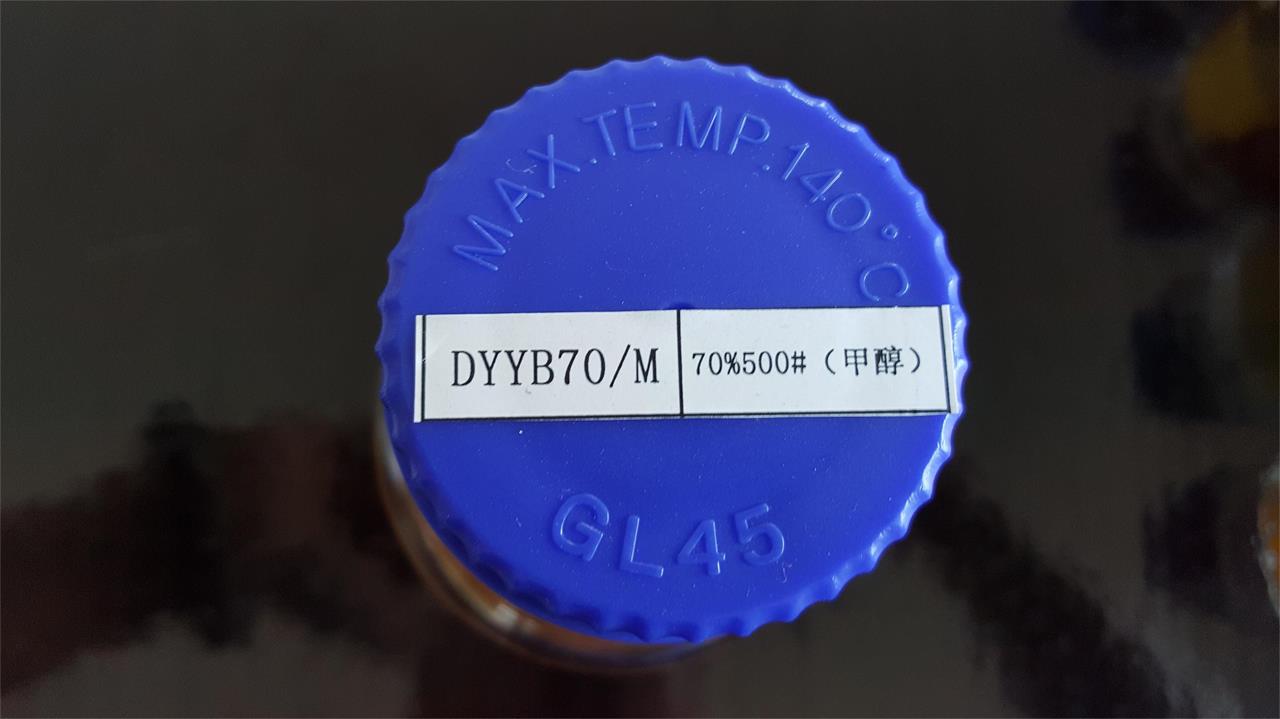 MAX.TEMP.140°C
DYYB70/M 70%500#（甲醇）
GL45